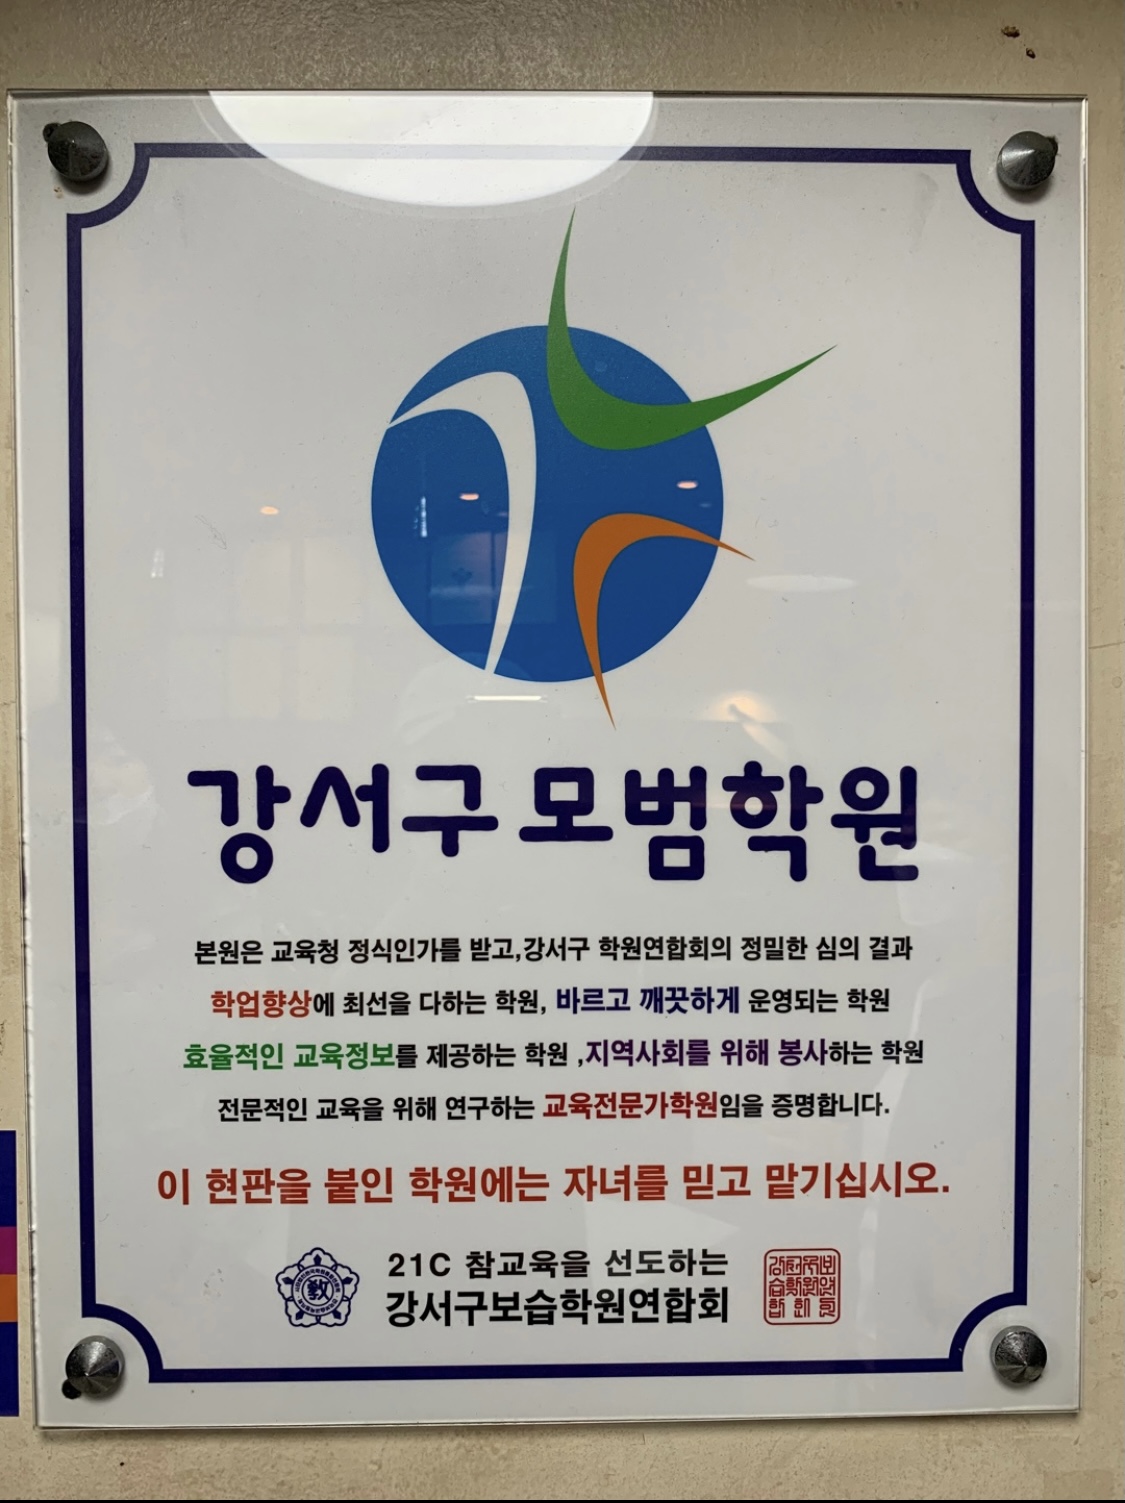 강서구 모범학원
본원은 교육청 정식인가를 받고,강서구 학원연합회의 정밀한 심의 결과
학업향상에 최선을 다하는 학원, 바르고 깨끗하게 운영되는 학원
효율적인 교육정보를 제공하는 학원 ,지역사회를 위해 봉사하는 학원
전문적인 교육을 위해 연구하는 교육전문가학원임을 증명합니다.
이 현판을 붙인 학원에는 자녀를 믿고 맡기십시오.
敎
21C 참교육을 선도하는
강서구보습학원연합회